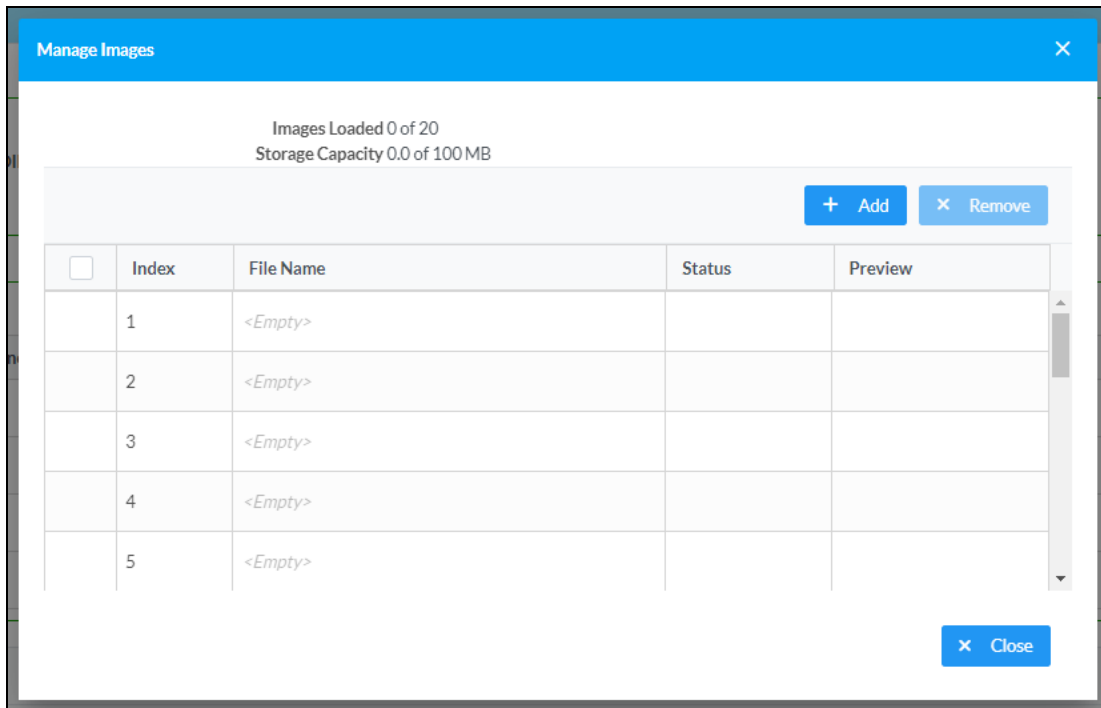 Manage Images
Images Loaded 0 of 20
Storage Capacity 0.0 of 100 MB
+ Add × Remove
Index File Name Status Preview
1 <Empty>
2 <Empty>
3 <Empty>
4 <Empty>
5 <Empty>
× Close